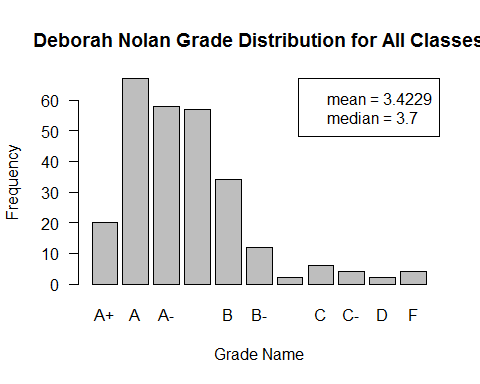 Deborah Nolan Grade Distribution for All Classes
mean = 3.4229
median = 3.7
Frequency
60
50
40
30
20
10
0
A+ A A- B B- C C- D F
Grade Name